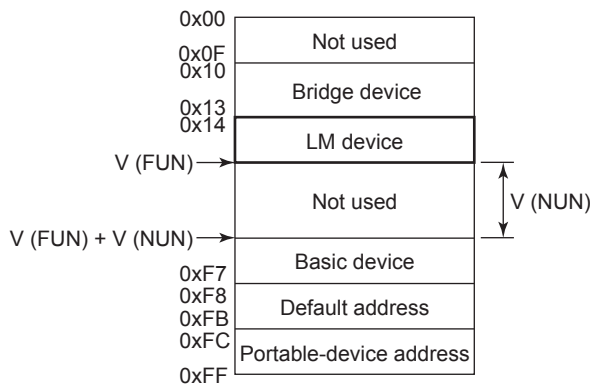 0x00
Not used
0x0F
0x10
Bridge device
0x13
0x14
LM device
V (FUN)
Not used
V (NUN)
V (FUN) + V (NUN)
Basic device
0xF7
0xF8
Default address
0xFB
0xFC
Portable-device address
0xFF